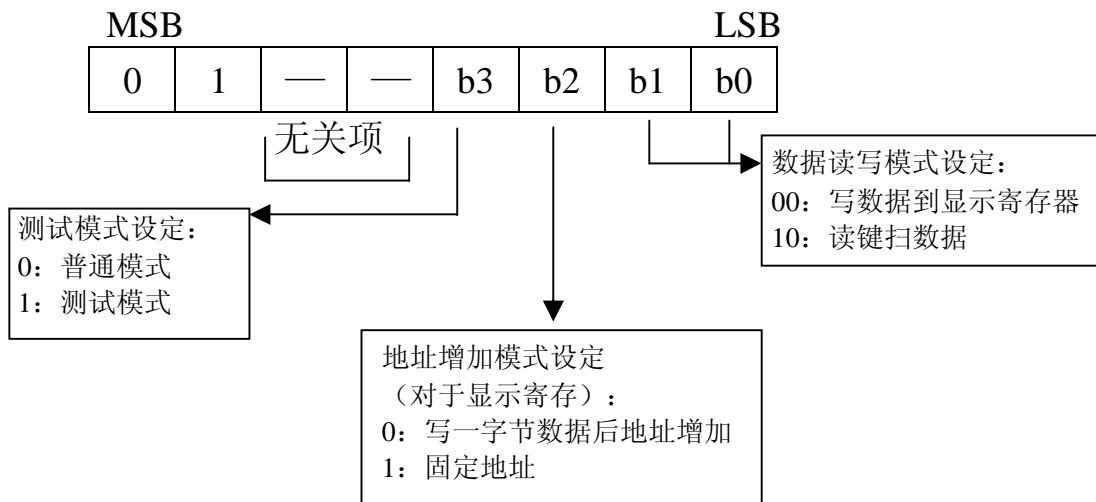 MSB LSB
0 1 — — b3 b2 b1 b0
无关项
数据读写模式设定：
00：写数据到显示寄存器
10：读键扫数据
测试模式设定：
0：普通模式
1：测试模式
地址增加模式设定
（对于显示寄存）：
0：写一字节数据后地址增加
1：固定地址